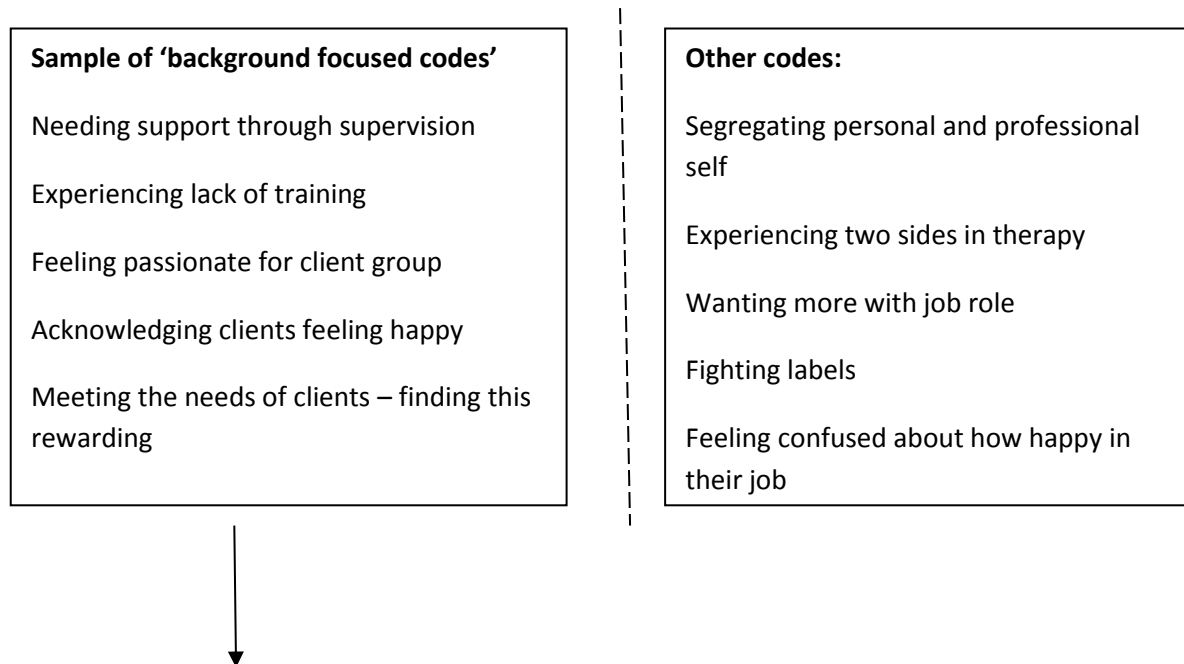 Sample of ‘background focused codes’
Needing support through supervision
Experiencing lack of training
Feeling passionate for client group
Acknowledging clients feeling happy
Meeting the needs of clients – finding this
rewarding
Other codes:
Segregating personal and professional
self
Experiencing two sides in therapy
Wanting more with job role
Fighting labels
Feeling confused about how happy in
their job